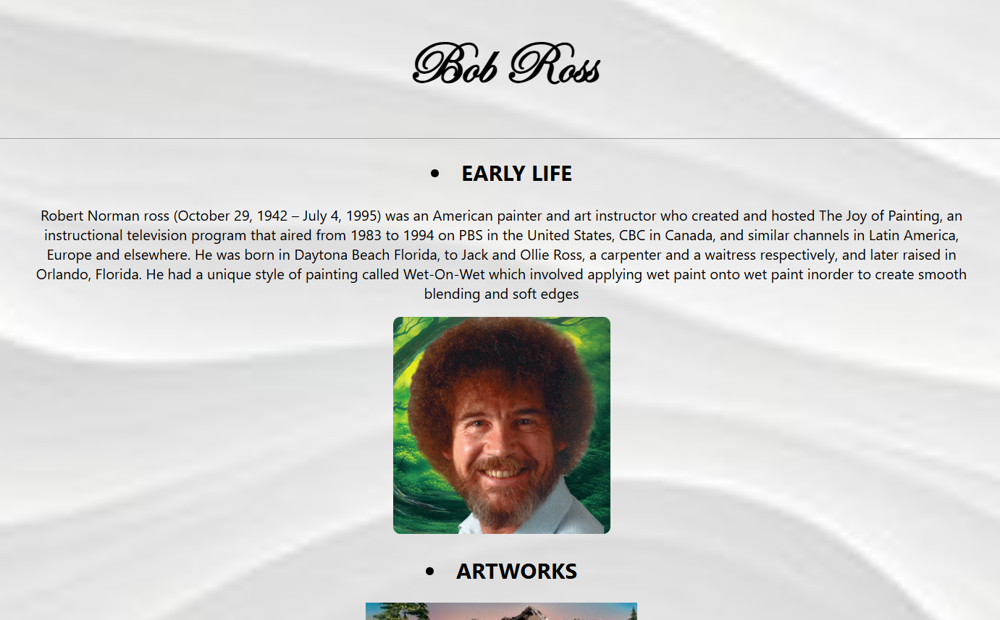 Bob Ross
• EARLY LIFE
Robert Norman ross (October 29, 1942 – July 4, 1995) was an American painter and art instructor who created and hosted The Joy of Painting, an
instructional television program that aired from 1983 to 1994 on PBS in the United States, CBC in Canada, and similar channels in Latin America,
Europe and elsewhere. He was born in Daytona Beach Florida, to Jack and Ollie Ross, a carpenter and a waitress respectively, and later raised in
Orlando, Florida. He had a unique style of painting called Wet-On-Wet which involved applying wet paint onto wet paint inorder to create smooth
blending and soft edges
• ARTWORKS